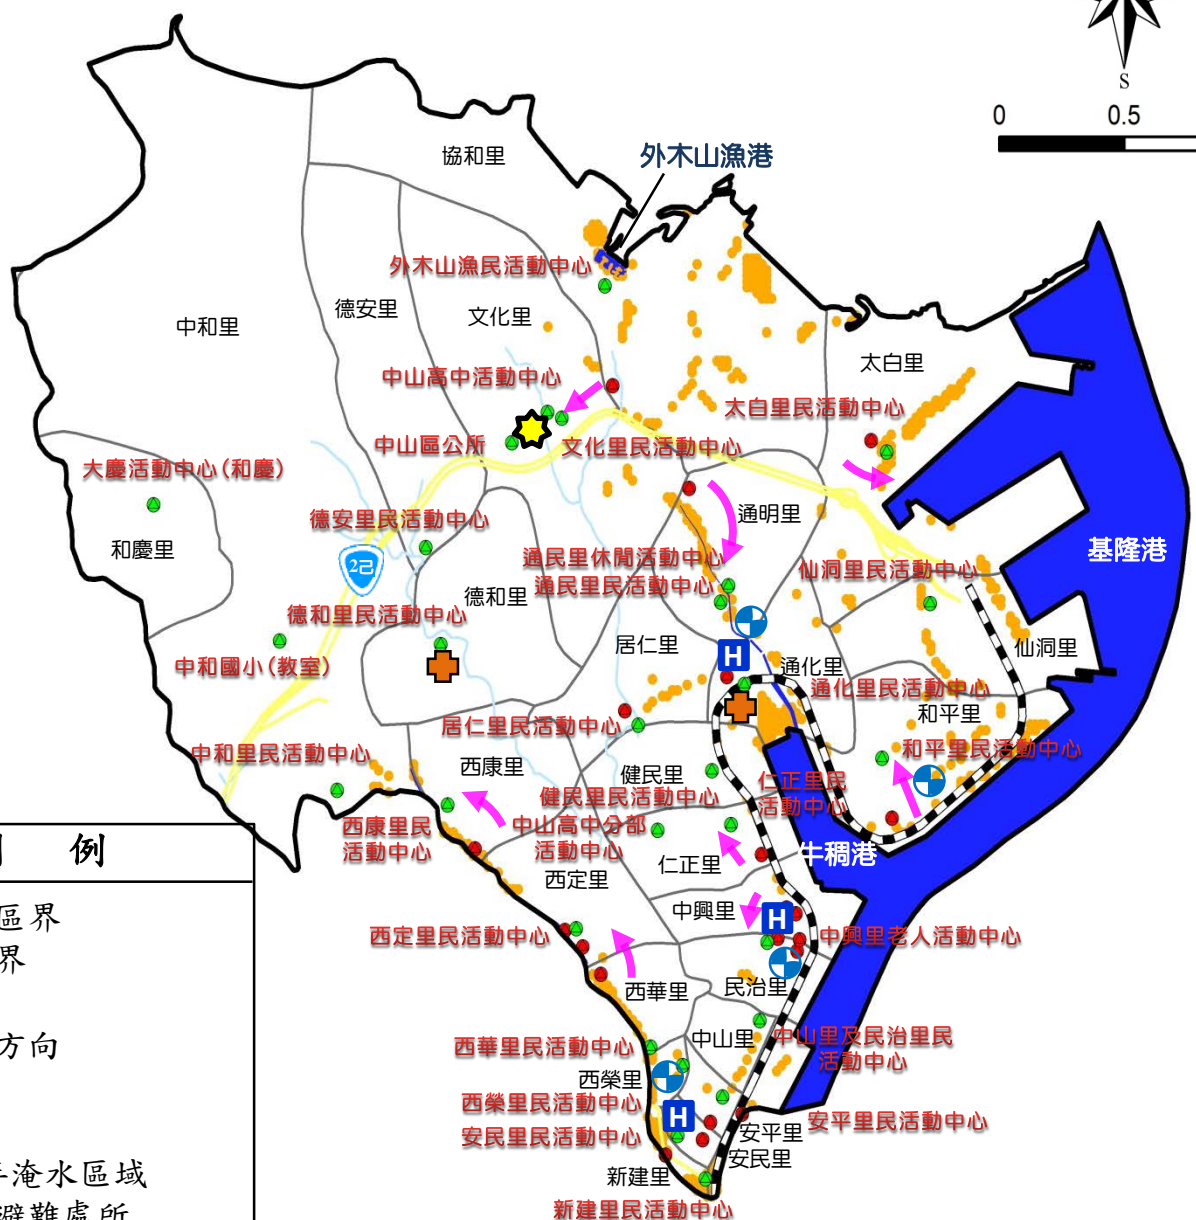 S
0
0.5
協和里
外木山漁港
外木山漁民活動中心
中和里
德安里
文化里
太白里
中山高中活動中心
太白里民活動中心
中山區公所
文化里民活動中心
大慶活動中心(和慶)
德安里民活動中心
通明里
和慶里
2己
通民里休閒活動中心
仙洞里民活動中心
基隆港
通民里民活動中心
德和里
德和里民活動中心
居仁里
H
仙洞里
中和國小(教室)
通化里
通化里民活動中心
和平里
居仁里民活動中心
中和里民活動中心
和平里民活動中心
西康里
健民里
健民里民活動中心
仁正里民
活動中心
西康里民
活動中心
中山高中分部
活動中心
牛稠港
仁正里
西定里
中興里
H
西定里民活動中心
中興里老人活動中心
西華里
民治里
中山里
中山里及民治里民
活動中心
西華里民活動中心
西榮里
西榮里民活動中心
H
安民里民活動中心
安平里
安平里民活動中心
安民里
新建里
新建里民活動中心
例
區界
界
方向
淹水區域
避難處所